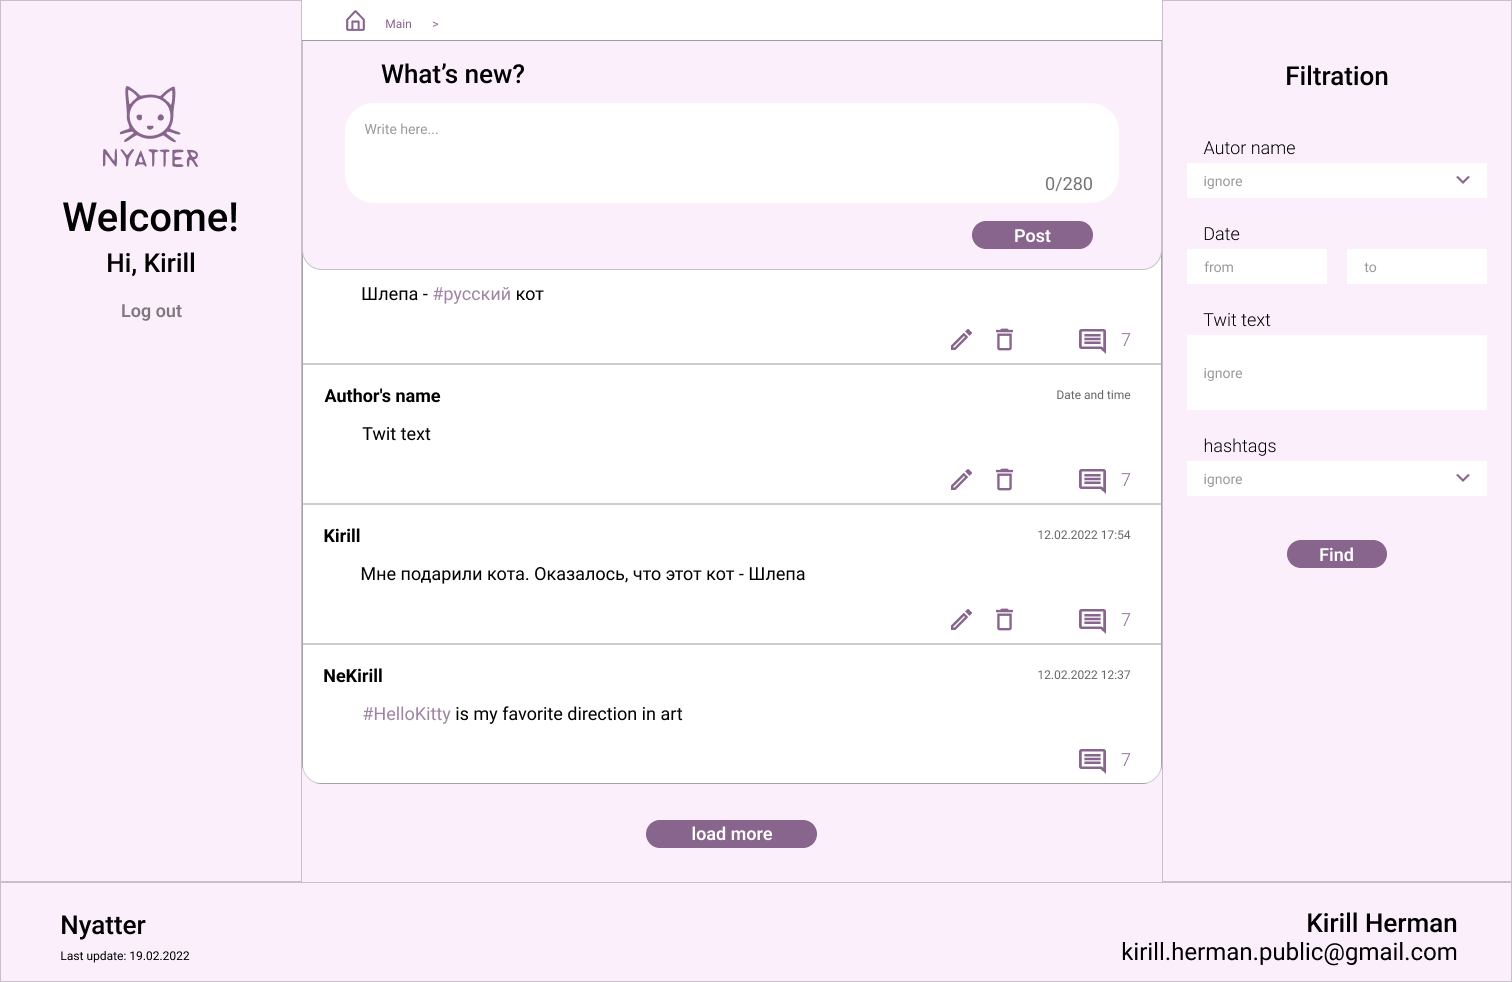 Main >
NYATTER
Welcome!
Hi, Kirill
Log out
What's new?
Write here...
0/280
Post
Шлепа - #русский кот
7
Author's name
Date and time
Twit text
7
Kirill
12.02.2022 17:54
Мне подарили кота. Оказалось, что этот кот - Шлепа
7
NeKirill
12.02.2022 12:37
#HelloKitty is my favorite direction in art
7
load more
Filtration
Autor name
ignore
Date
from to
Twit text
ignore
hashtags
ignore
Find
Nyatter
Last update: 19.02.2022
Kirill Herman
kirill.herman.public@gmail.com